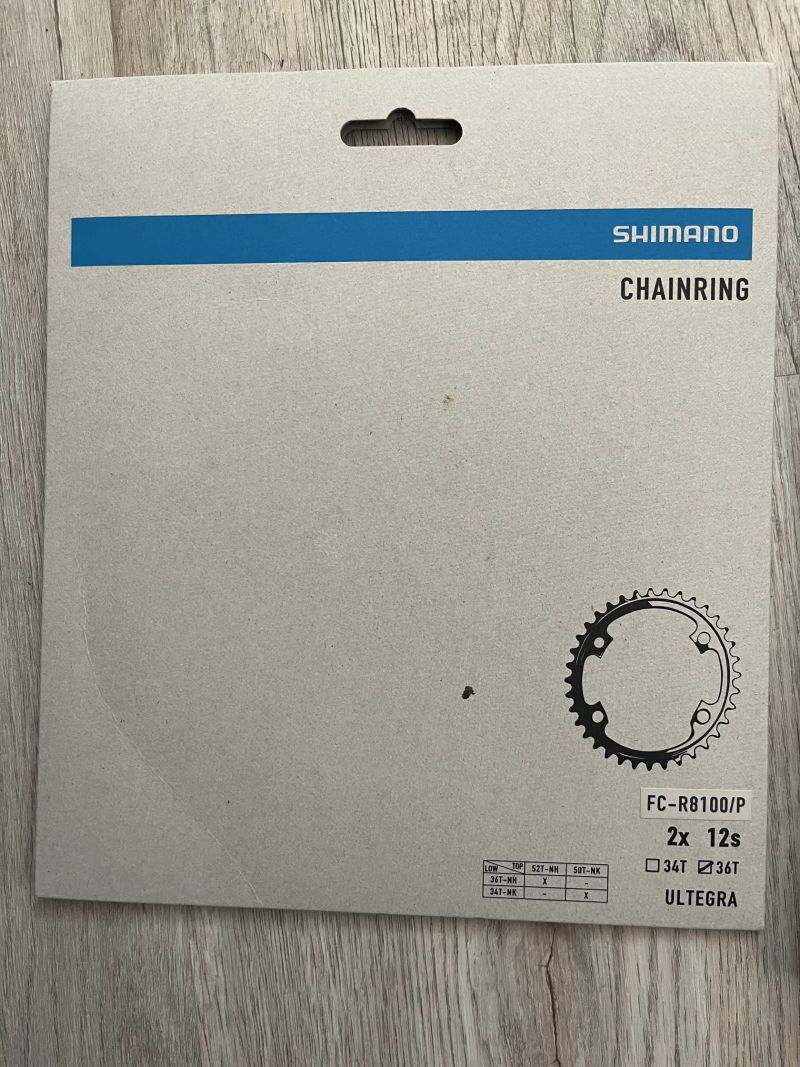 SHIMANO
CHAINRING
FC-R8100/P
2x 12s
34T 36T
ULTEGRA
LOW TOP 52T-NH 50T-NK
36T-NH X -
34T-NK - X